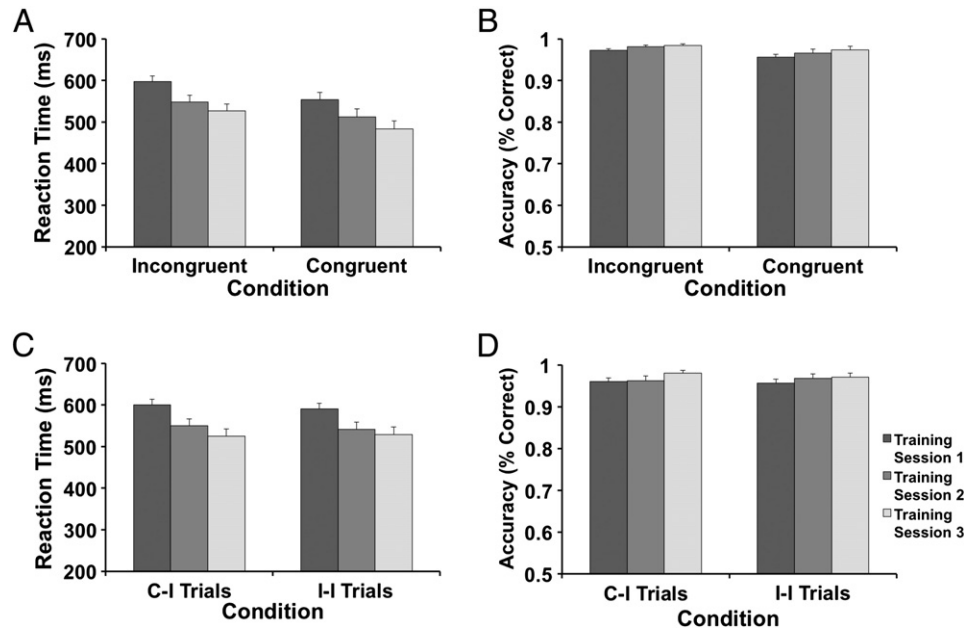 A
Reaction Time (ms)
700
600
500
400
300
200
Incongruent Congruent
Condition
B
Accuracy (% Correct)
1
0.9
0.8
0.7
0.6
0.5
Incongruent Congruent
Condition
C
Reaction Time (ms)
700
600
500
400
300
200
C-I Trials I-I Trials
Condition
D
Accuracy (% Correct)
1
0.9
0.8
0.7
0.6
0.5
C-I Trials I-I Trials
Condition
Training
Session 1
Training
Session 2
Training
Session 3